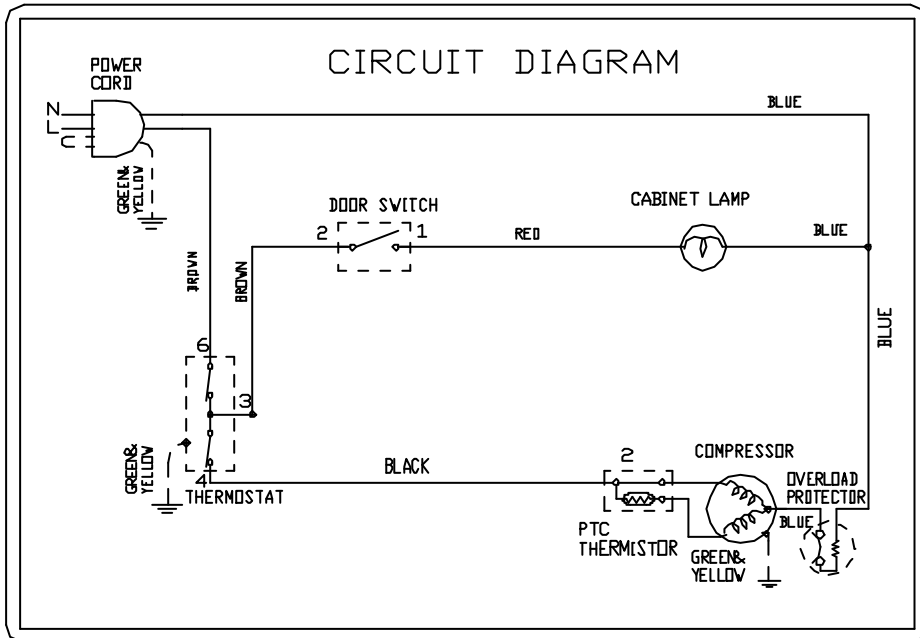 CIRCUIT DIAGRAM
POWER
CORD
N
L
BLUE
GREEN&
YELLOW
DOOR SWITCH
CABINET LAMP
2
1
RED
BLUE
BROWN
BROWN
BLUE
6
3
GREEN&
YELLOW
4
THERMOSTAT
BLACK
2
COMPRESSOR
OVERLOAD
PROTECTOR
BLUE
PTC
THERMISTOR
GREEN&
YELLOW